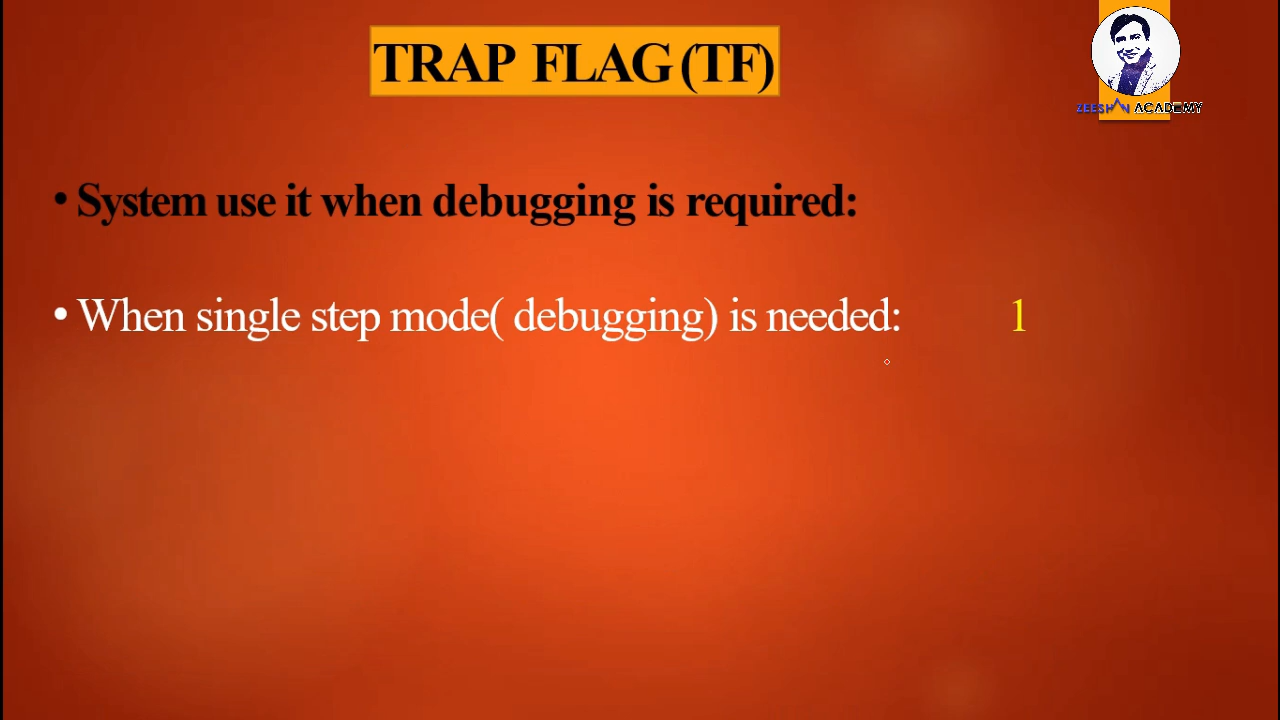 TRAP FLAG (TF)
ZEESHAN ACADEMY
• System use it when debugging is required:
• When single step mode( debugging) is needed: 1